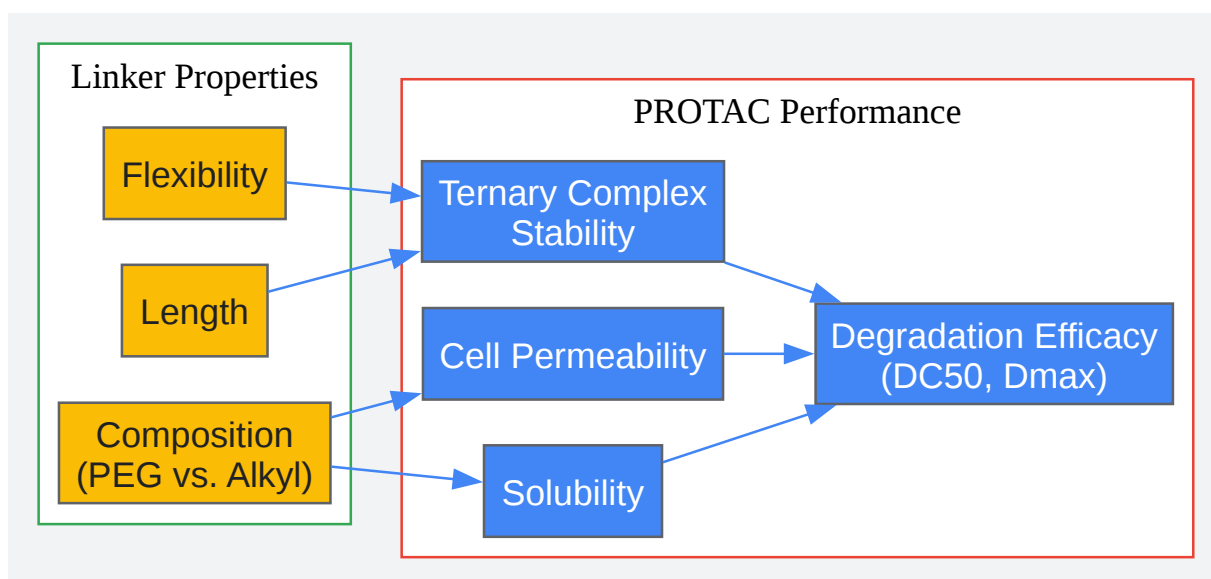 Linker Properties
Flexibility
Length
Composition
(PEG vs. Alkyl)
PROTAC Performance
Ternary Complex
Stability
Cell Permeability
Solubility
Degradation Efficacy
(DC50, Dmax)